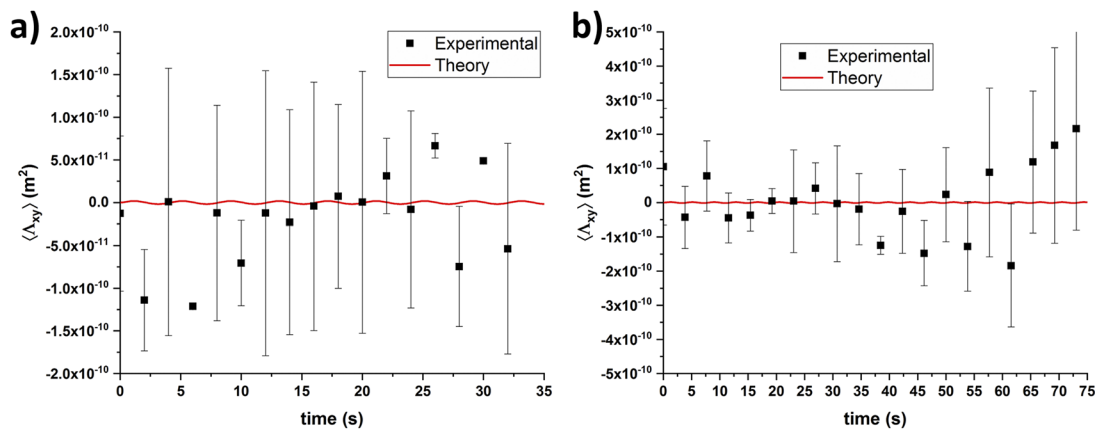 a)
2.0x10⁻¹⁰
1.5x10⁻¹⁰
1.0x10⁻¹⁰
5.0x10⁻¹¹
0.0
-5.0x10⁻¹¹
-1.0x10⁻¹⁰
-1.5x10⁻¹⁰
-2.0x10⁻¹⁰
⟨Λxy⟩ (m²)
Experimental
Theory
0 5 10 15 20 25 30 35
time (s)
b)
5x10⁻¹⁰
4x10⁻¹⁰
3x10⁻¹⁰
2x10⁻¹⁰
1x10⁻¹⁰
0
-1x10⁻¹⁰
-2x10⁻¹⁰
-3x10⁻¹⁰
-4x10⁻¹⁰
-5x10⁻¹⁰
⟨Λxy⟩ (m²)
Experimental
Theory
0 5 10 15 20 25 30 35 40 45 50 55 60 65 70 75
time (s)